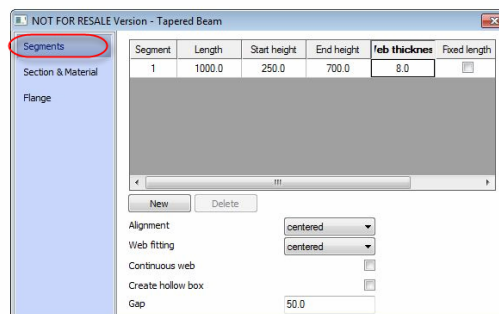 NOT FOR RESALE Version - Tapered Beam
Segments
Section & Material
Flange
Segment Length Start height End height eb thicknes Fixed length
1 1000.0 250.0 700.0 8.0
New Delete
Alignment centered
Web fitting centered
Continuous web
Create hollow box
Gap 50.0